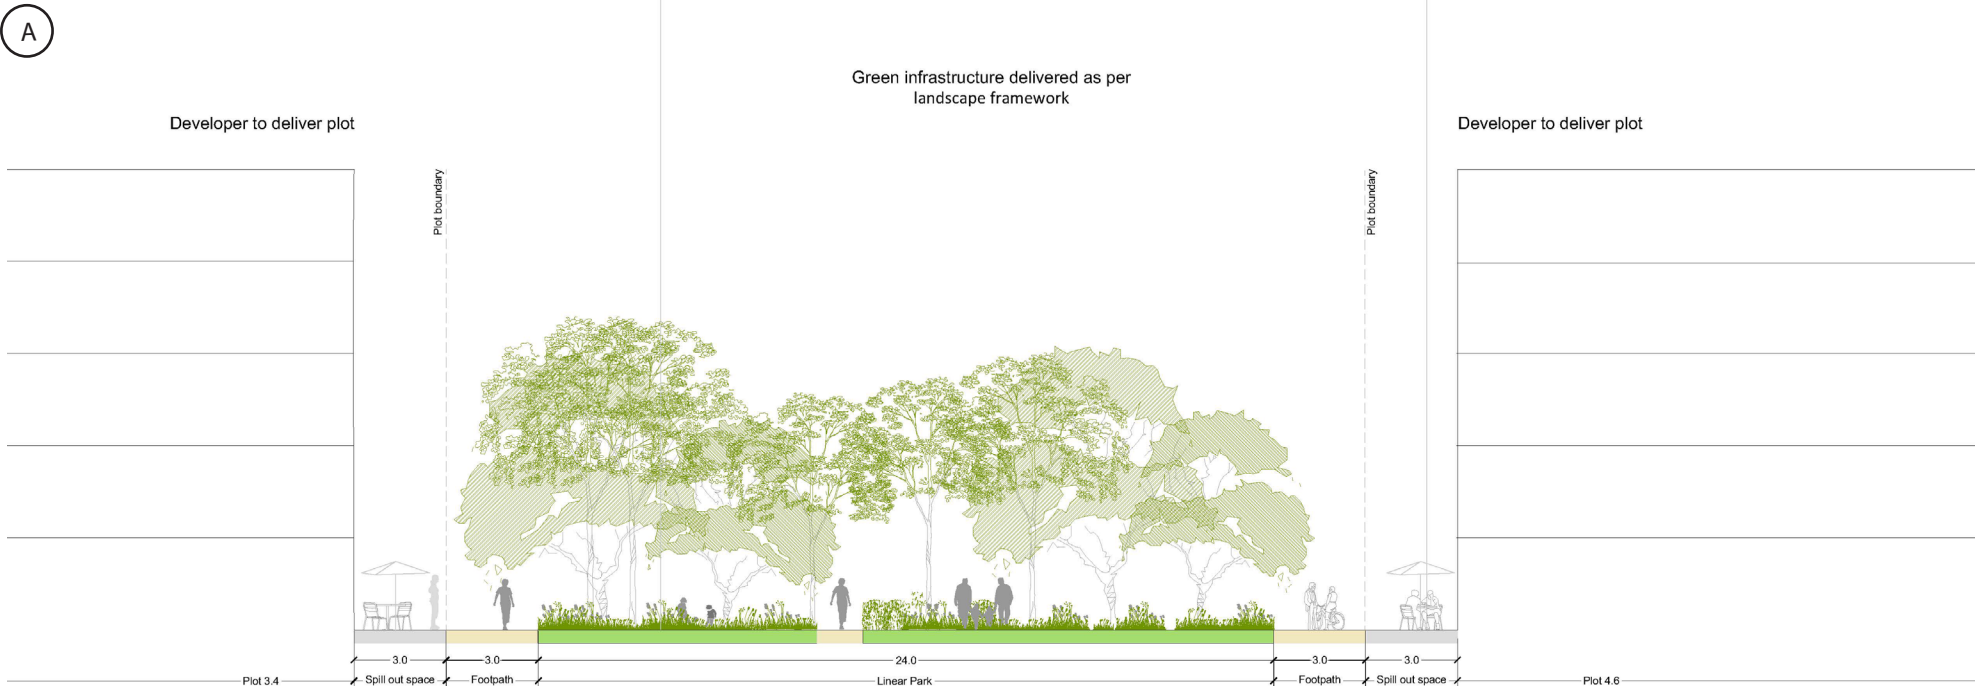 A
Green infrastructure delivered as per
landscape framework
Developer to deliver plot
Developer to deliver plot
Plot boundary
Plot boundary
3.0
3.0
24.0
3.0
3.0
Plot 3.4
Spill out space
Footpath
Linear Park
Footpath
Spill out space
Plot 4.6